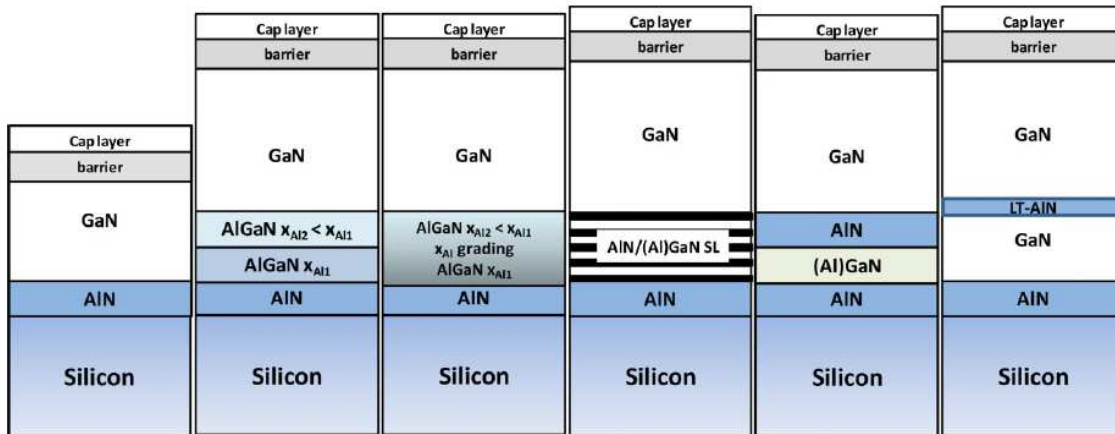 Cap layer
barrier
GaN
AlN
Silicon
Cap layer
barrier
GaN
AlGaN xAl2 < xAl1
AlGaN xAl1
AlN
Silicon
Cap layer
barrier
GaN
AlGaN xAl2 < xAl1
xAl grading
AlGaN xAl1
AlN
Silicon
Cap layer
barrier
GaN
AlN/(Al)GaN SL
AlN
Silicon
Cap layer
barrier
GaN
AlN
(Al)GaN
AlN
Silicon
Cap layer
barrier
GaN
LT-AlN
GaN
AlN
Silicon